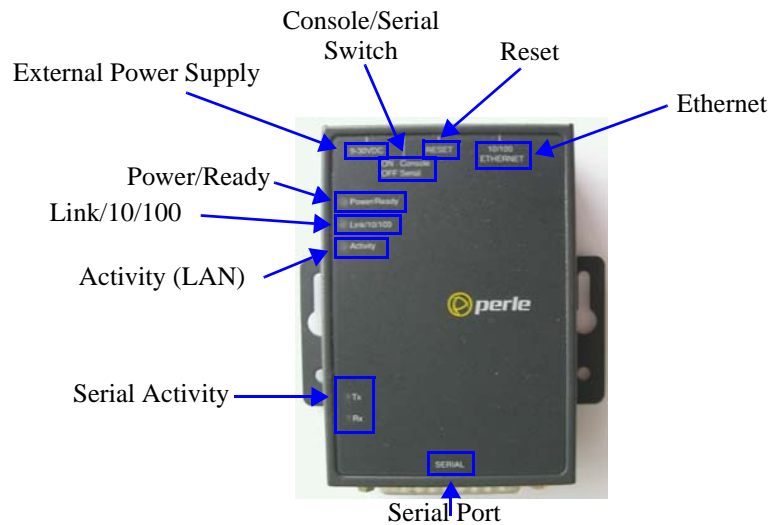 Console/Serial
Switch
Reset
External Power Supply
Ethernet
9-30VDC
RESET
10/100
ETHERNET
ON Console
OFF Serial
Power/Ready
Power/Ready
Link/10/100
Link/10/100
Activity
Activity (LAN)
perle
Serial Activity
Tx
Rx
SERIAL
Serial Port